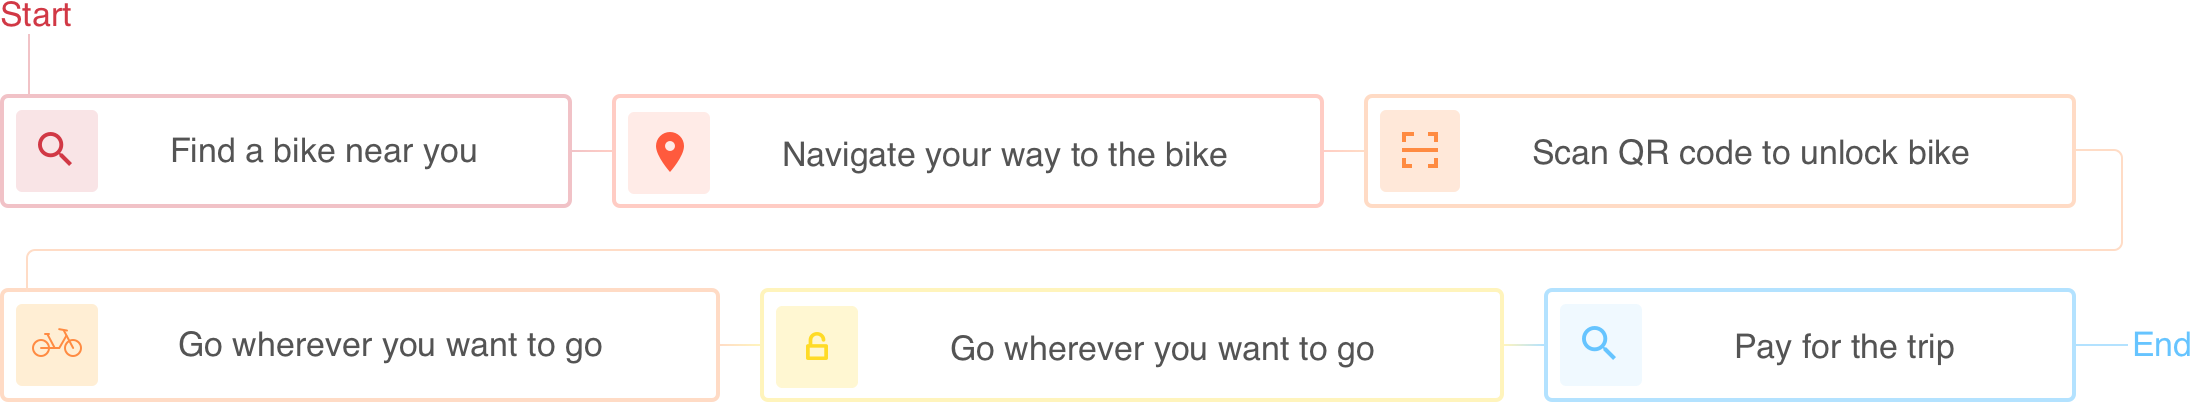 Start
Find a bike near you
Navigate your way to the bike
Scan QR code to unlock bike
Go wherever you want to go
Go wherever you want to go
Pay for the trip
End